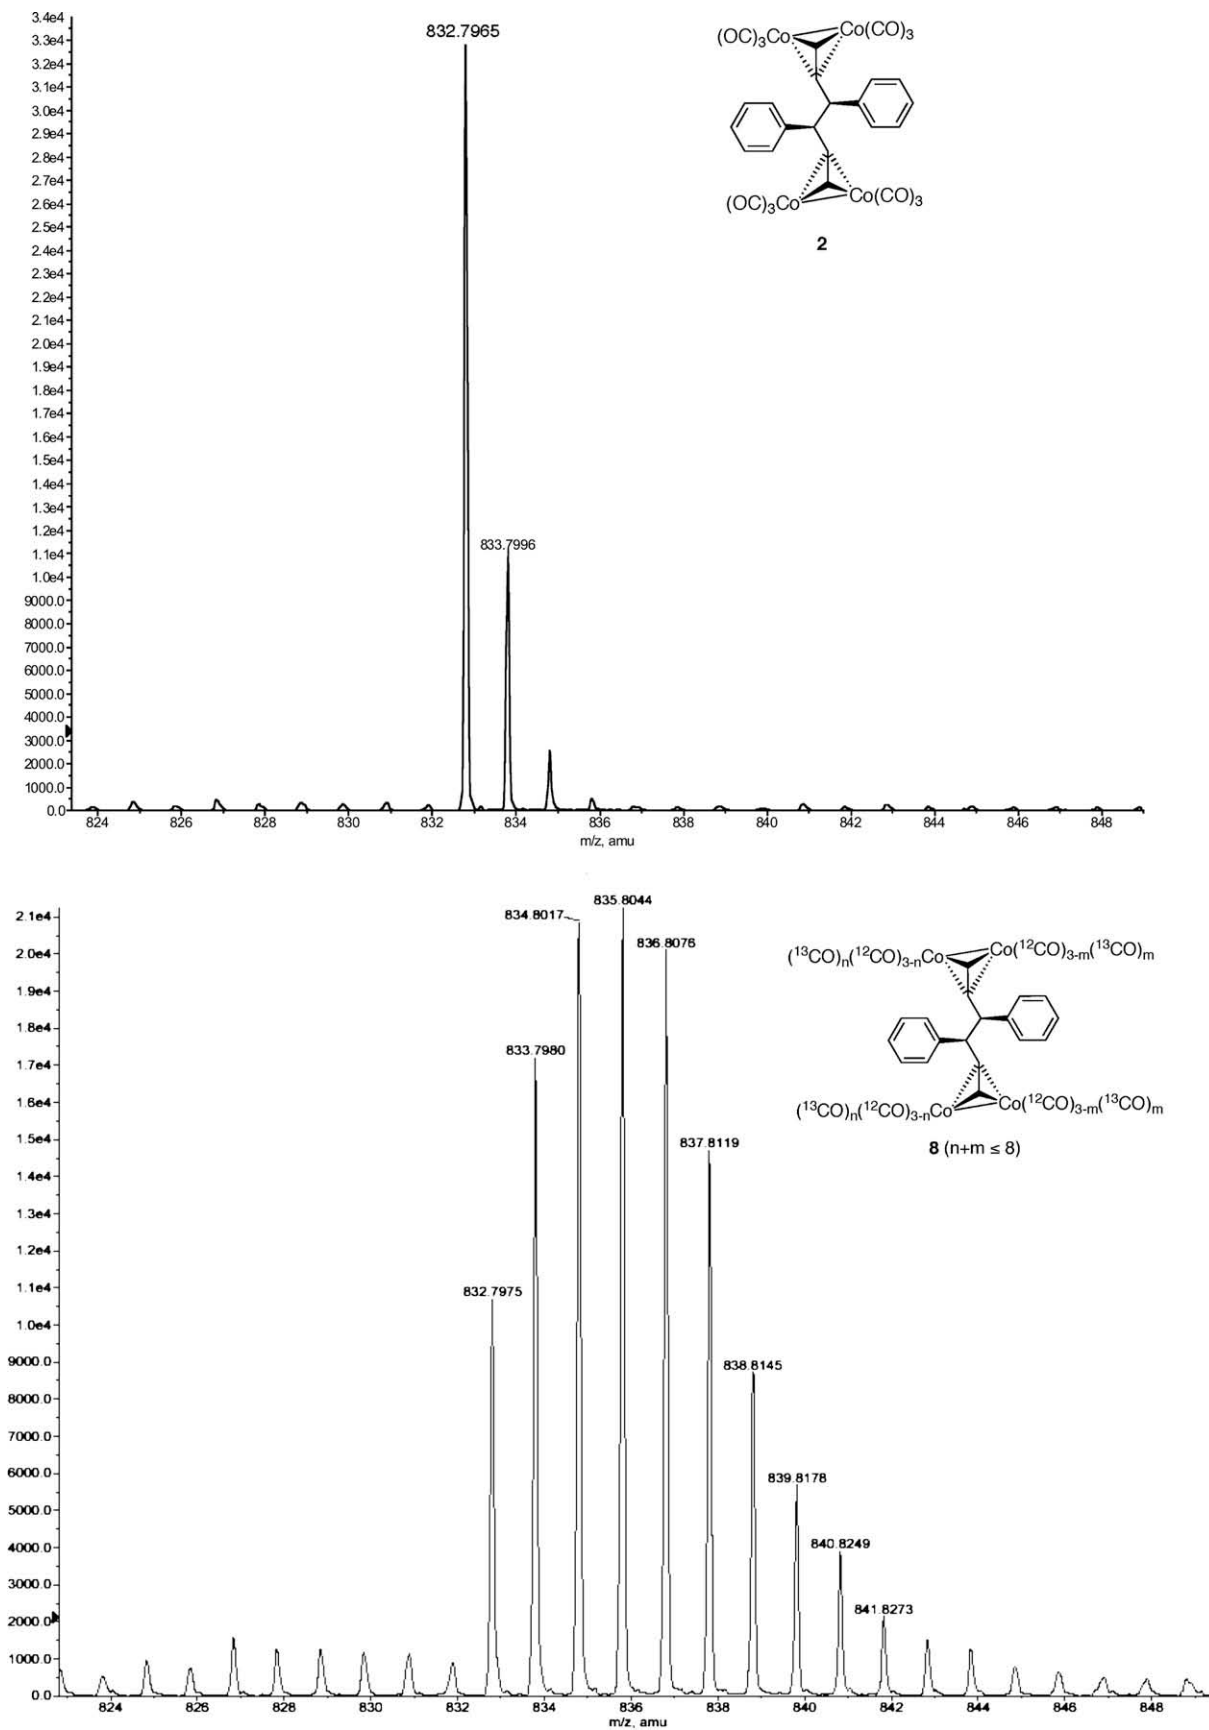 3.4e4
3.3e4
3.2e4
3.1e4
3.0e4
2.9e4
2.8e4
2.7e4
2.6e4
2.5e4
2.4e4
2.3e4
2.2e4
2.1e4
2.0e4
1.9e4
1.8e4
1.7e4
1.6e4
1.5e4
1.4e4
1.3e4
1.2e4
1.1e4
1.0e4
9000.0
8000.0
7000.0
6000.0
5000.0
4000.0
3000.0
2000.0
1000.0
0.0
832.7965
833.7996
824 826 828 830 832 834 836 838 840 842 844 846 848
m/z, amu
(OC)3Co Co(CO)3
(OC)3Co Co(CO)3
2
2.1e4
2.0e4
1.9e4
1.8e4
1.7e4
1.6e4
1.5e4
1.4e4
1.3e4
1.2e4
1.1e4
1.0e4
9000.0
8000.0
7000.0
6000.0
5000.0
4000.0
3000.0
2000.0
1000.0
0.0
832.7975
833.7980
834.8017
835.8044
836.8076
837.8119
838.8145
839.8178
840.8249
841.8273
824 826 828 830 832 834 836 838 840 842 844 846 848
m/z, amu
(13CO)n(12CO)3-nCo Co(12CO)3-m(13CO)m
(13CO)n(12CO)3-nCo Co(12CO)3-m(13CO)m
8 (n+m ≤ 8)